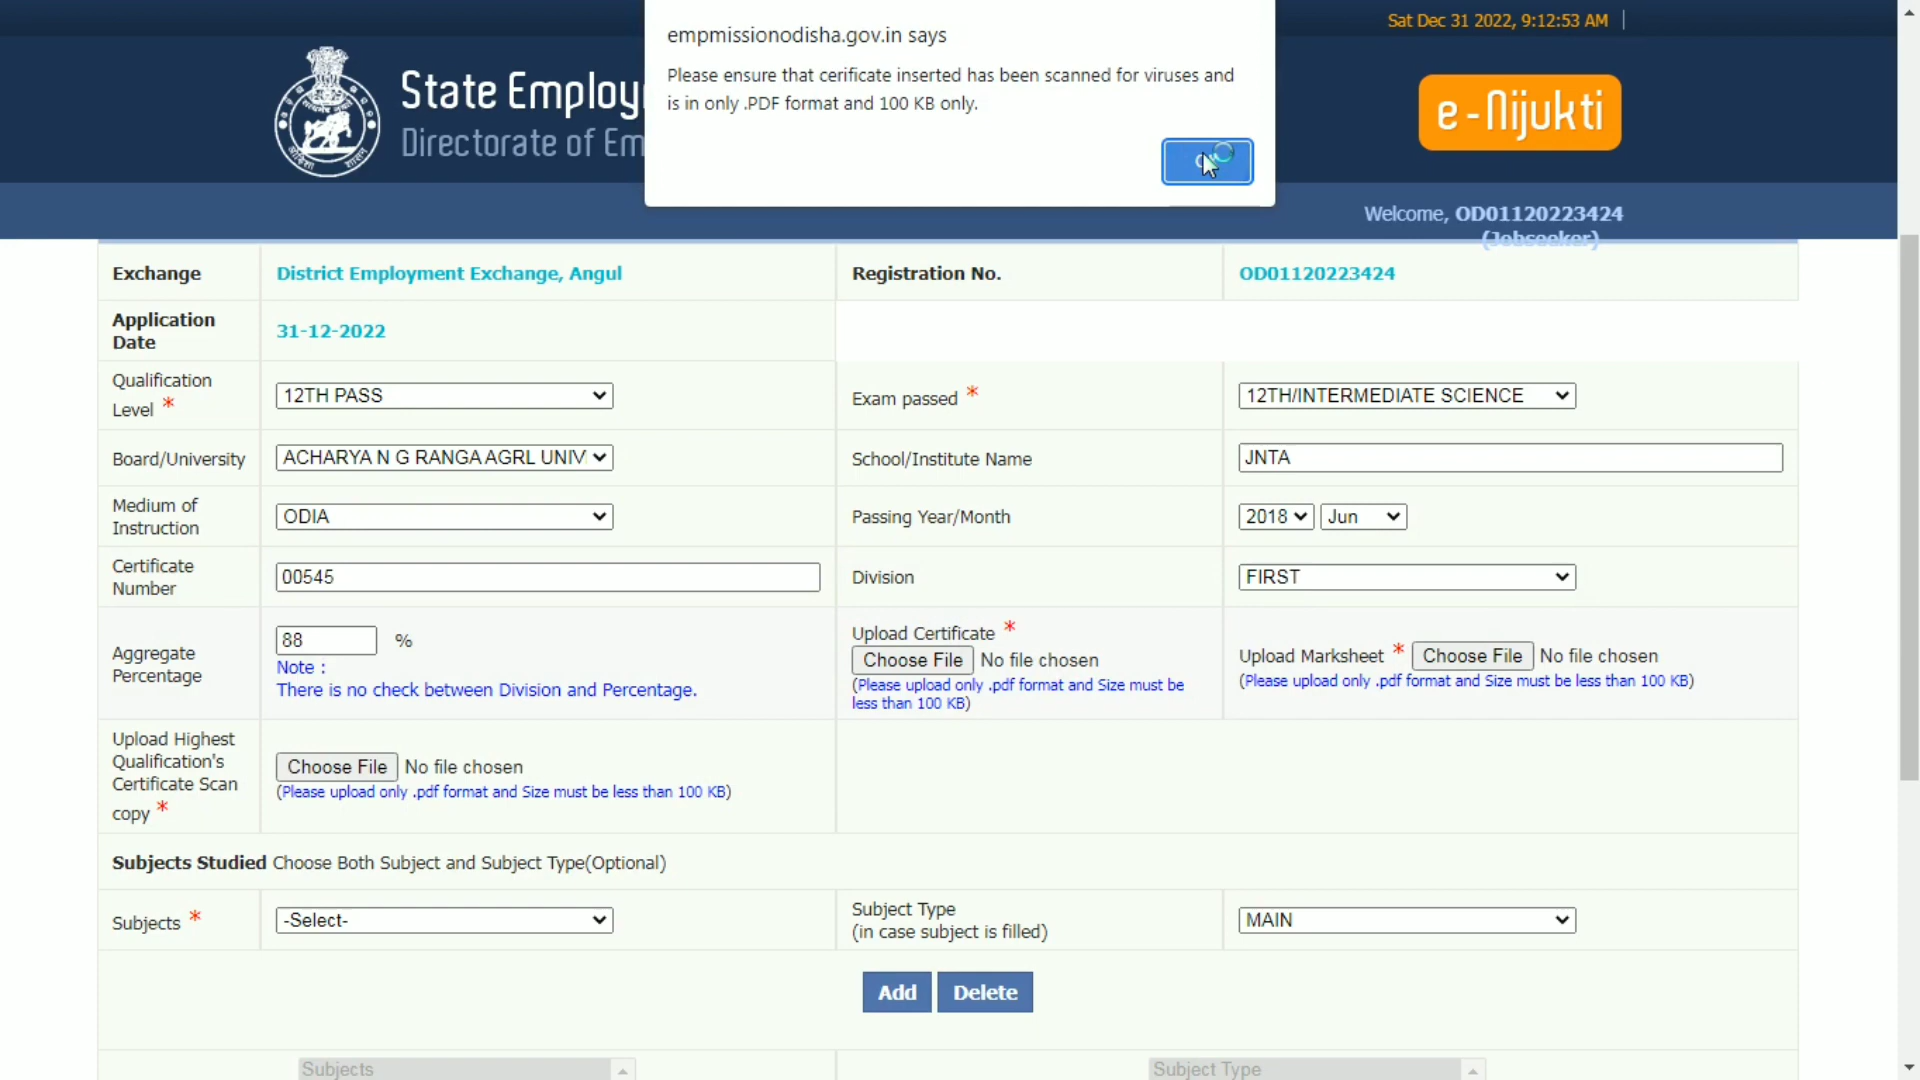 Sat Dec 31 2022, 9:12:53 AM
empmissionodisha.gov.in says
Please ensure that cerificate inserted has been scanned for viruses and
is in only .PDF format and 100 KB only.
State Employ
Directorate of Em
e-Nijukti
Welcome, OD01120223424
(Jobseeker)
Exchange
District Employment Exchange, Angul
Registration No.
OD01120223424
Application
Date
31-12-2022
Qualification
Level *
12TH PASS
Exam passed *
12TH/INTERMEDIATE SCIENCE
Board/University
ACHARYA N G RANGA AGRL UNIV
School/Institute Name
JNTA
Medium of
Instruction
ODIA
Passing Year/Month
2018 Jun
Certificate
Number
00545
Division
FIRST
Aggregate
Percentage
88 %
Note :
There is no check between Division and Percentage.
Upload Certificate *
Choose File No file chosen
(Please upload only .pdf format and Size must be
less than 100 KB)
Upload Marksheet * Choose File No file chosen
(Please upload only .pdf format and Size must be less than 100 KB)
Upload Highest
Qualification's
Certificate Scan
copy *
Choose File No file chosen
(Please upload only .pdf format and Size must be less than 100 KB)
Subjects Studied Choose Both Subject and Subject Type(Optional)
Subjects *
-Select-
Subject Type
(in case subject is filled)
MAIN
Add Delete
Subjects
Subject Type